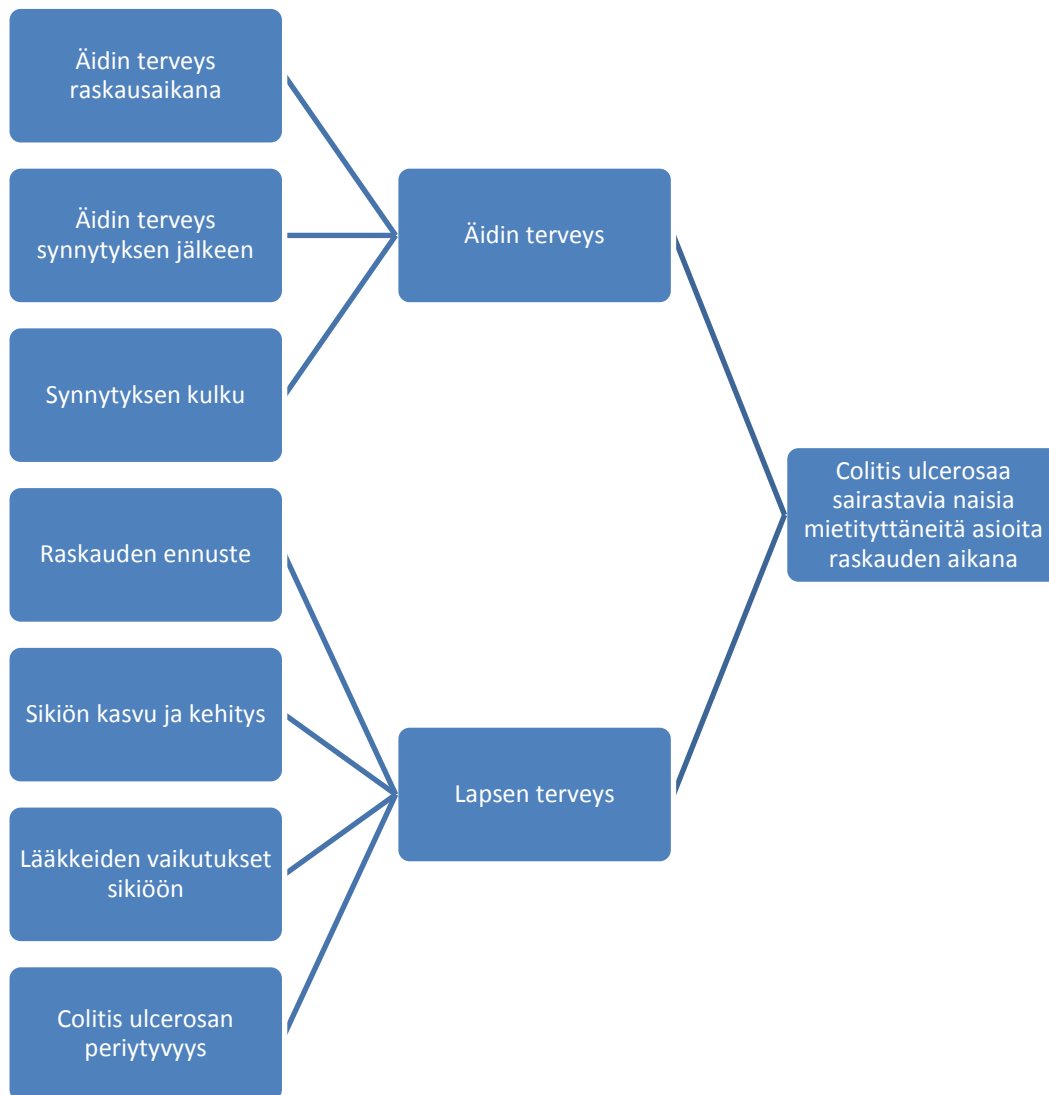 Äidin terveys
raskausaikana
Äidin terveys
synnytyksen jälkeen
Synnytyksen kulku
Raskauden ennuste
Sikiön kasvu ja kehitys
Lääkkeiden vaikutukset
sikiöön
Colitis ulcerosan
periytyvyys
Äidin terveys
Lapsen terveys
Colitis ulcerosaa
sairastavia naisia
mietityttäneitä asioita
raskauden aikana